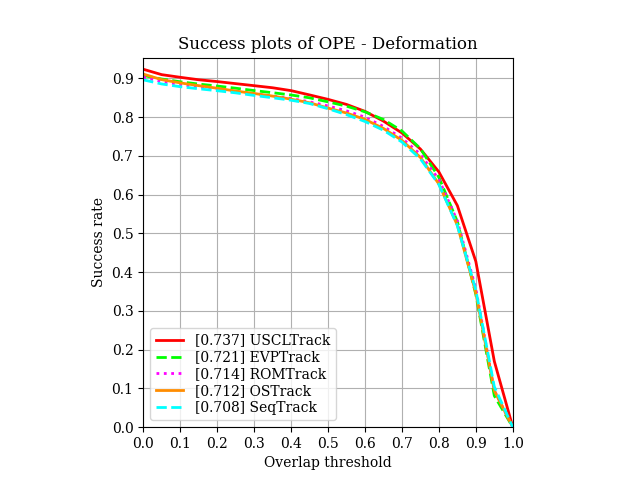 Success plots of OPE - Deformation
Success rate
0.9
0.8
0.7
0.6
0.5
0.4
0.3
0.2
0.1
0.0
[0.737] USCLTrack
[0.721] EVPTrack
[0.714] ROMTrack
[0.712] OSTrack
[0.708] SeqTrack
0.0 0.1 0.2 0.3 0.4 0.5 0.6 0.7 0.8 0.9 1.0
Overlap threshold